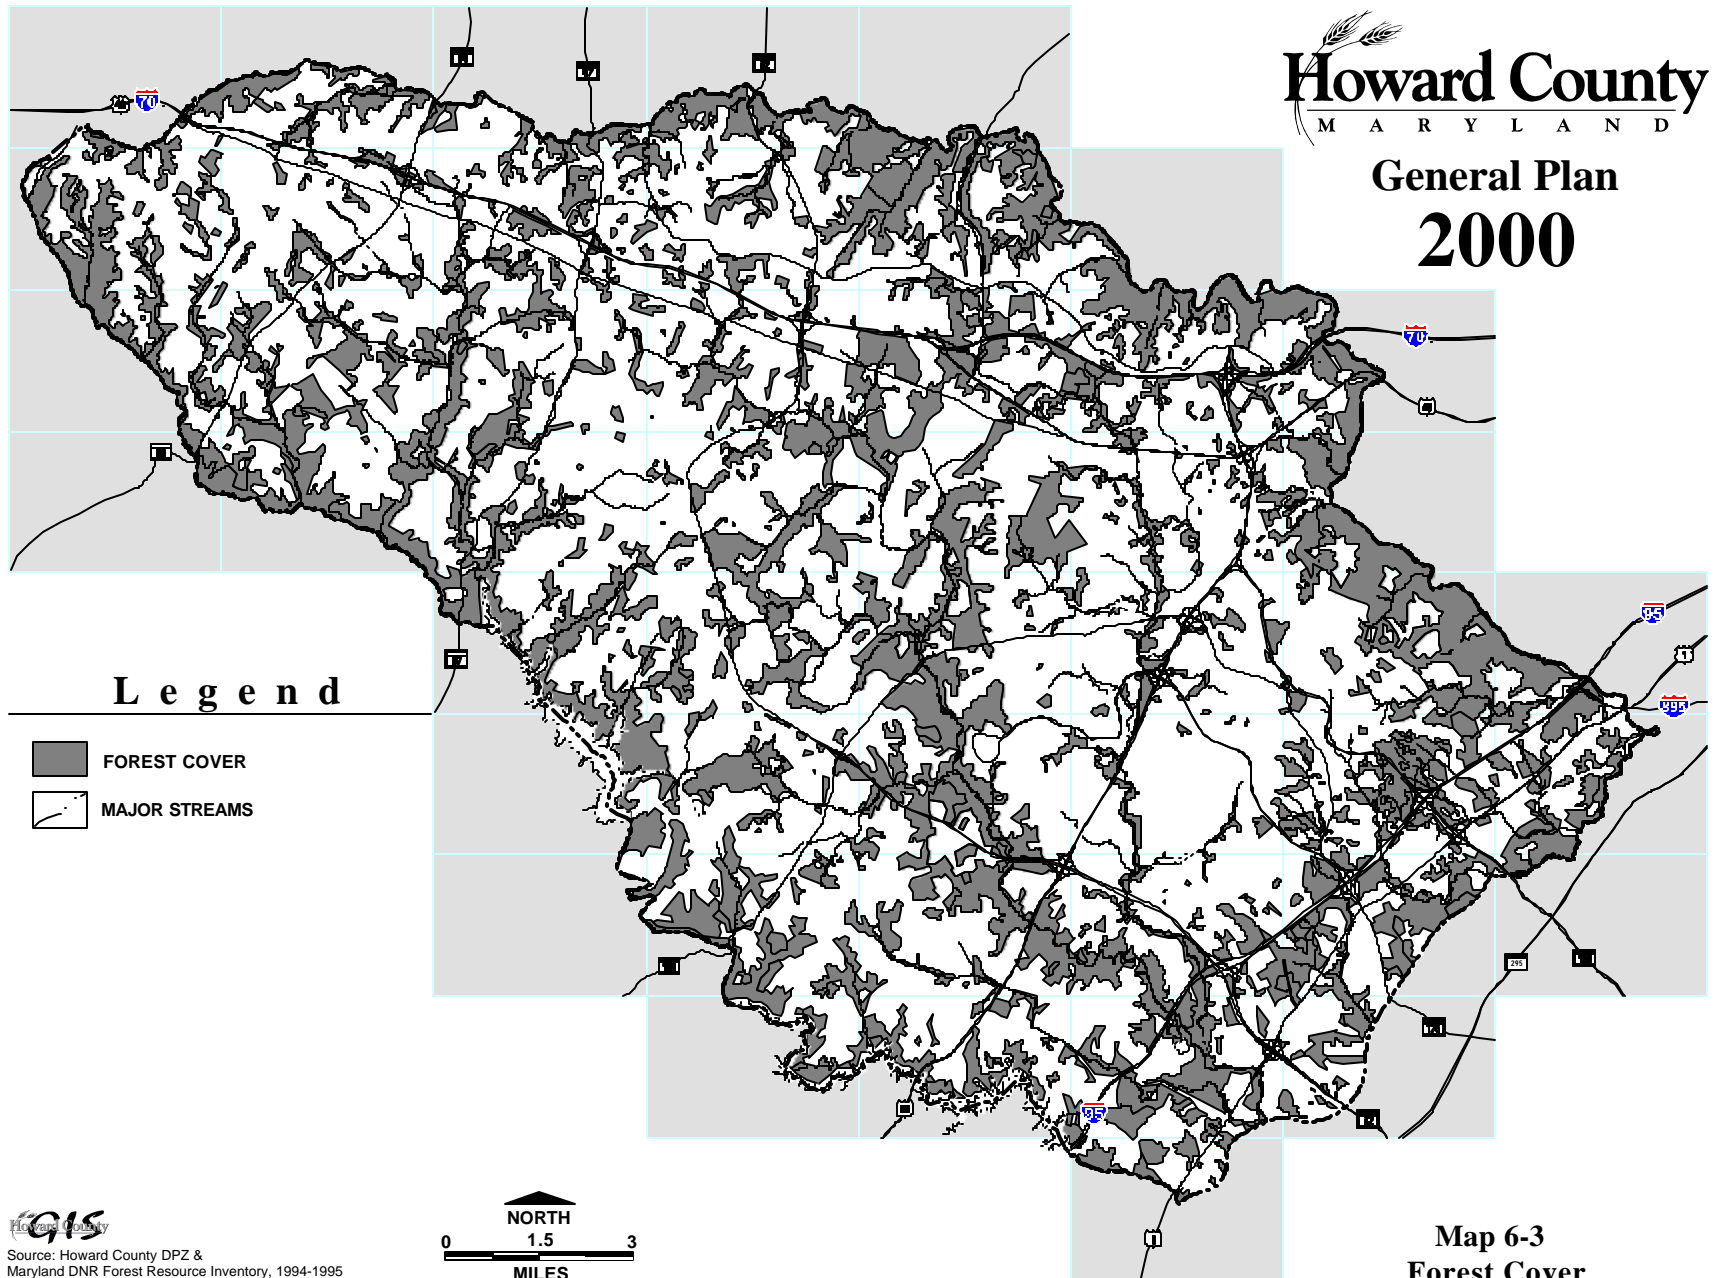 Howard County
MARYLAND
General Plan
2000
70
70
95
1
895
Legend
FOREST COVER
MAJOR STREAMS
295
95
1
Howard County
GIS
Source: Howard County DPZ &
Maryland DNR Forest Resource Inventory, 1994-1995
NORTH
0 1.5 3
MILES
Map 6-3
Forest Cover